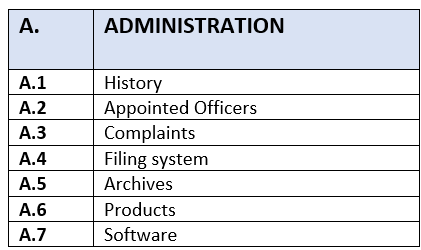 A. ADMINISTRATION
A.1 History
A.2 Appointed Officers
A.3 Complaints
A.4 Filing system
A.5 Archives
A.6 Products
A.7 Software